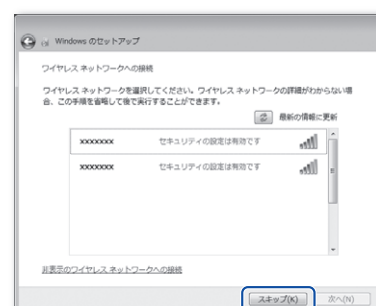 Windows のセットアップ
ワイヤレス ネットワークへの接続
ワイヤレス ネットワークを選択してください。ワイヤレス ネットワークの詳細がわからない場
合、この手順を省略して後で実行することができます。
最新の情報に更新
xxxxxxx セキュリティの設定は有効です
xxxxxxx セキュリティの設定は有効です
非表示のワイヤレス ネットワークへの接続
スキップ(K) 次へ(N)